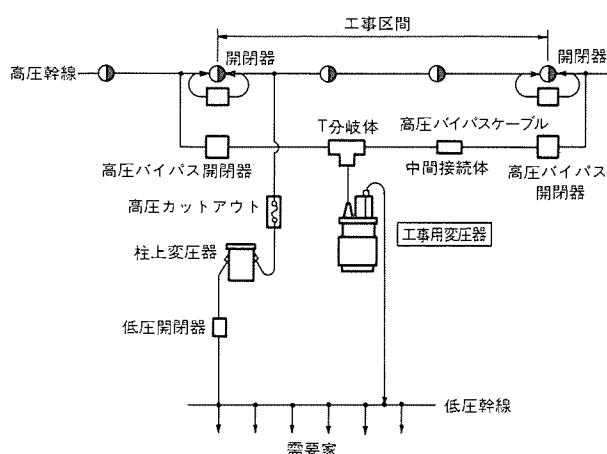 工事区間
開閉器
開閉器
高圧幹線
T分岐体
高圧バイパスケーブル
高圧バイパス開閉器
中間接続体
高圧バイパス
開閉器
高圧カットアウト
工事用変圧器
柱上変圧器
低圧開閉器
低圧幹線
需要家